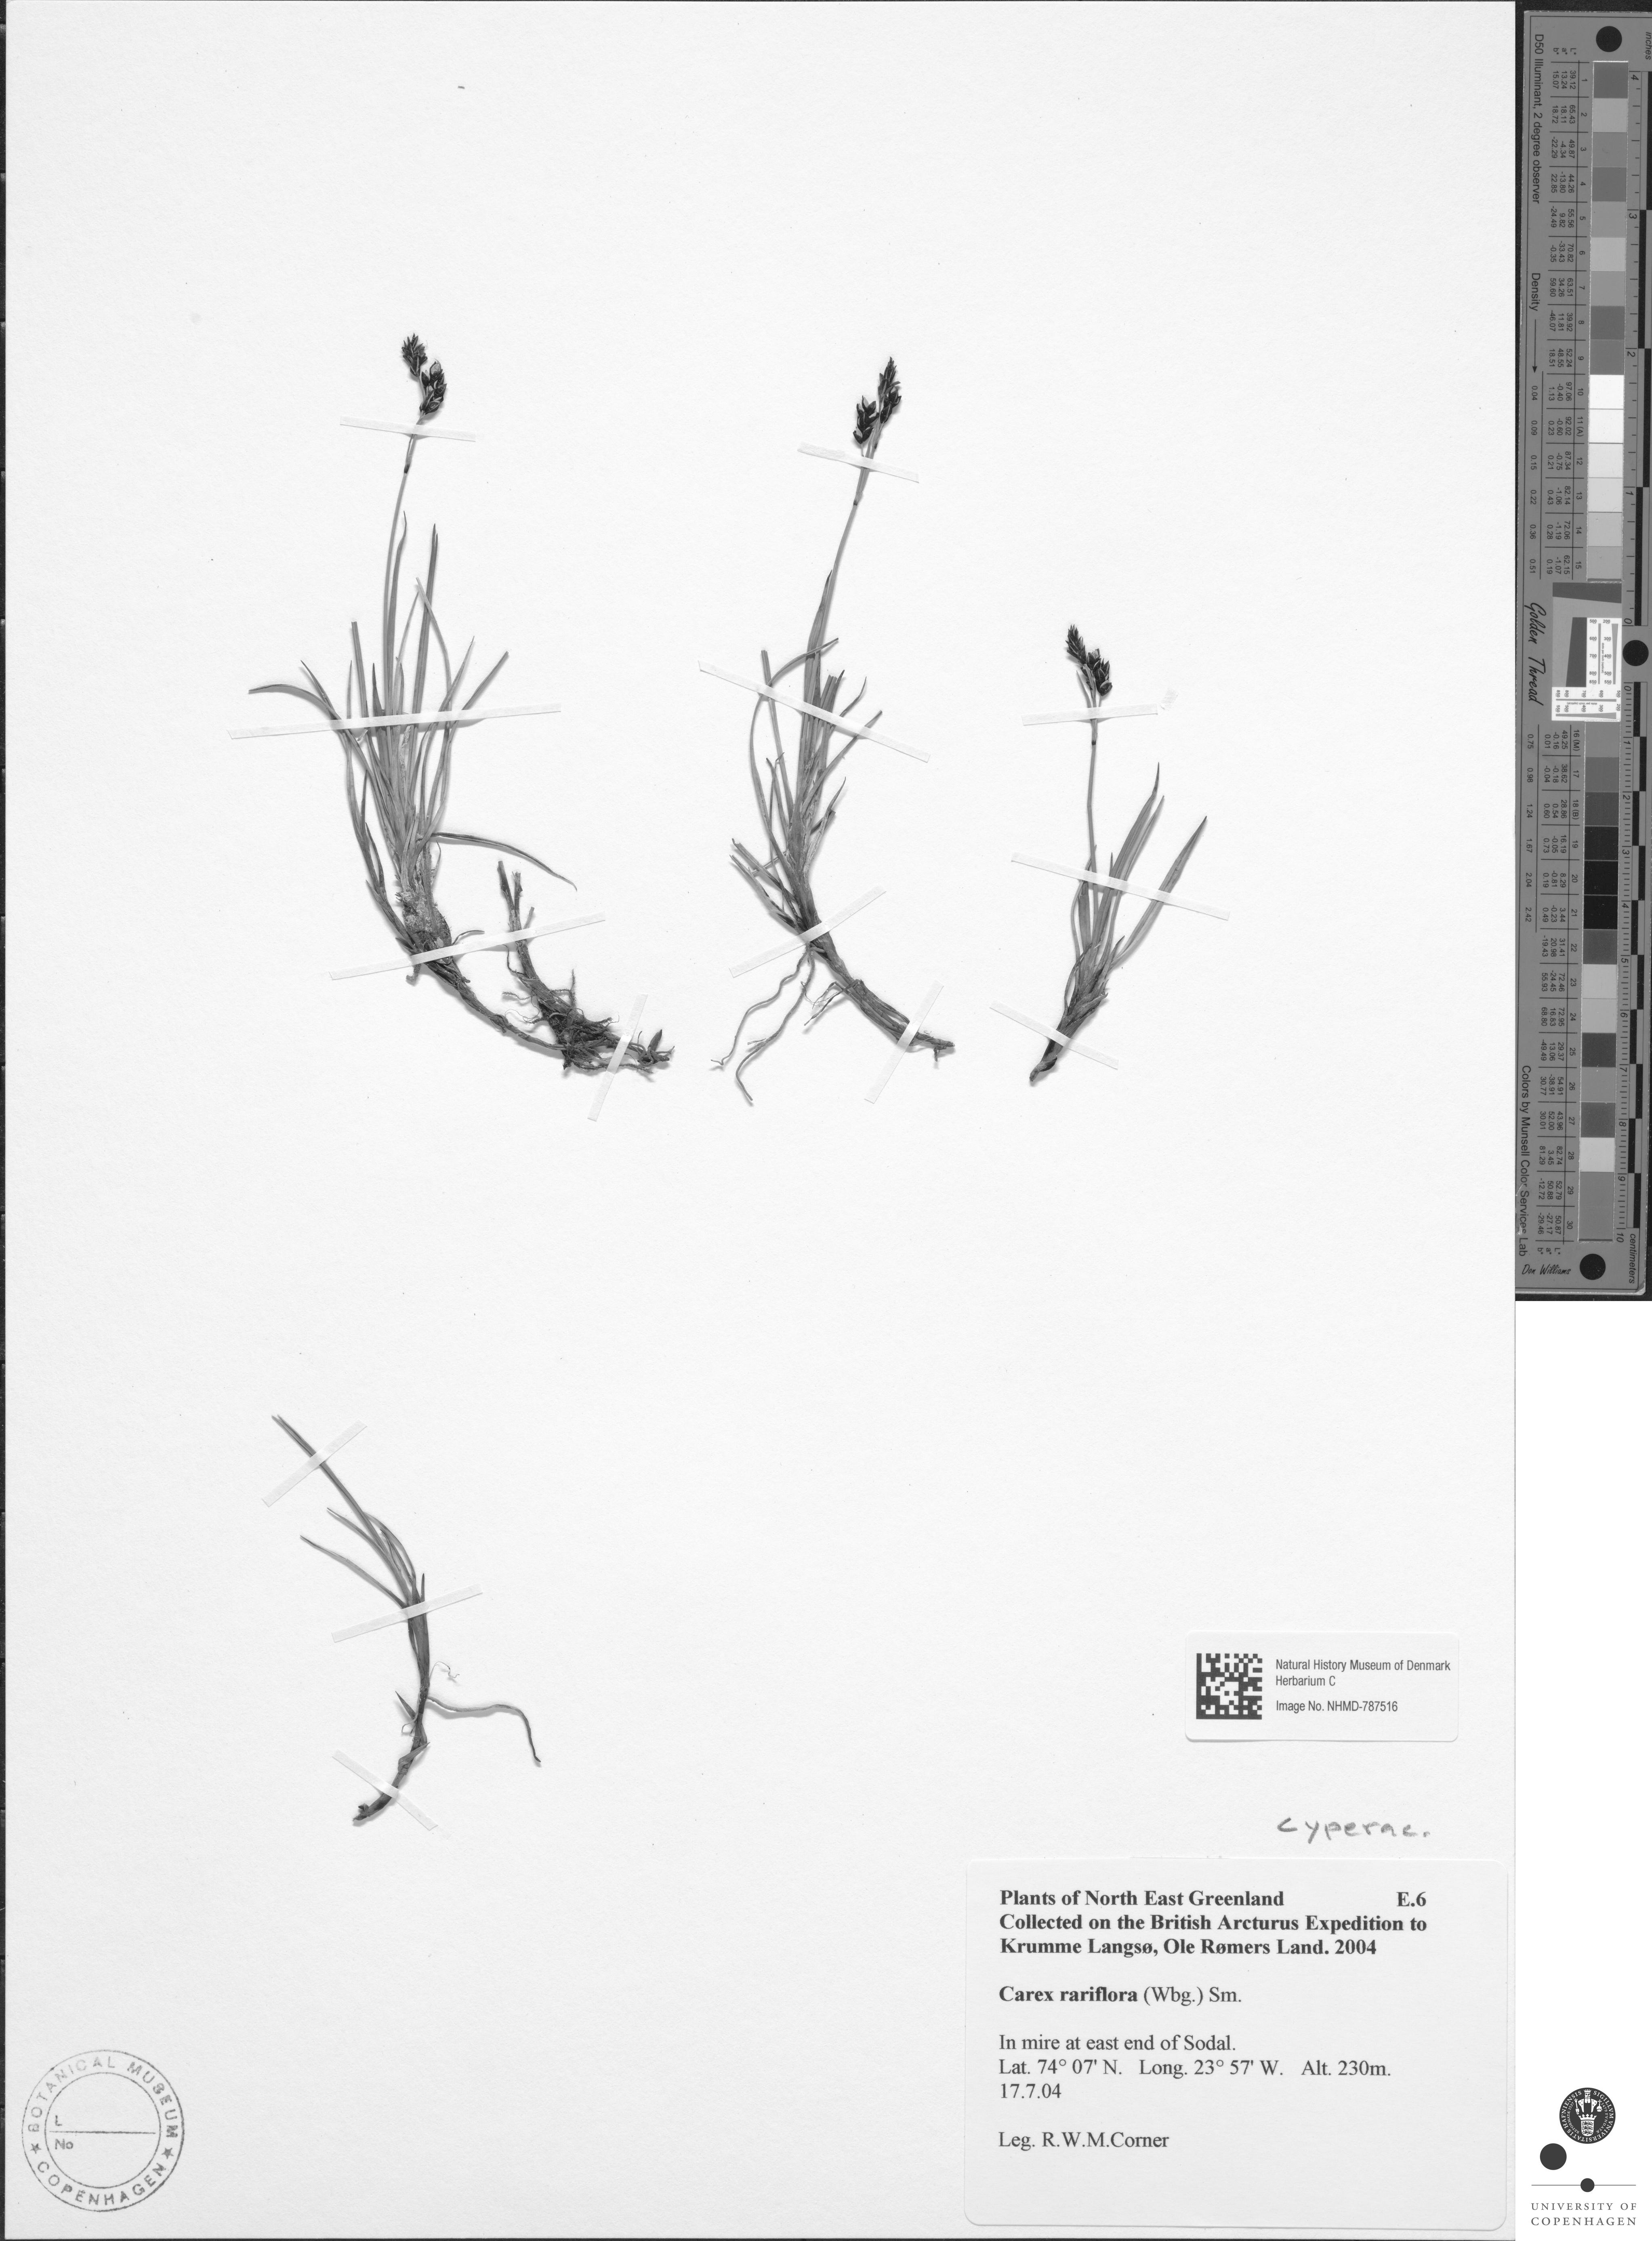 Natural History Museum of Denmark
Herbarium C
Image No. NHMD-787516
cyperac.
Plants of North East Greenland E.6
Collected on the British Arcturus Expedition to
Krumme Langsø, Ole Rømers Land. 2004
Carex rariflora (Wbg.) Sm.
In mire at east end of Sodal.
Lat. 74° 07' N. Long. 23° 57' W. Alt. 230m.
17.7.04
Leg. R.W.M.Corner
BOTANICAL MUSEUM
L
No
COPENHAGEN
UNIVERSITY OF
COPENHAGEN
inches
D50 Illuminant, 2 degree observer
Density
Golden Thread
Colors by Munsell Color Services Lab
Don Williams
centimeters